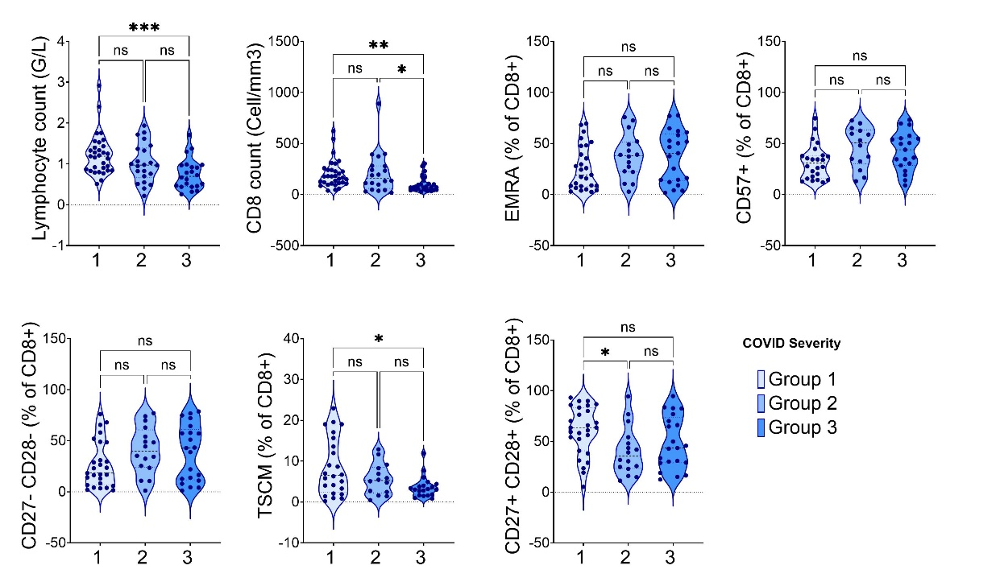 Lymphocyte count (G/L)
4
3
2
1
0
-1
***
ns
ns
1 2 3
CD8 count (Cell/mm3)
1500
1000
500
0
-500
**
ns
*
1 2 3
EMRA (% of CD8+)
150
100
50
0
-50
ns
ns
ns
1 2 3
CD57+ (% of CD8+)
150
100
50
0
-50
ns
ns
ns
1 2 3
CD27- CD28- (% of CD8+)
150
100
50
0
-50
ns
ns
ns
1 2 3
TSCM (% of CD8+)
40
30
20
10
0
-10
*
ns
ns
1 2 3
CD27+ CD28+ (% of CD8+)
150
100
50
0
-50
ns
*
ns
1 2 3
COVID Severity
Group 1
Group 2
Group 3